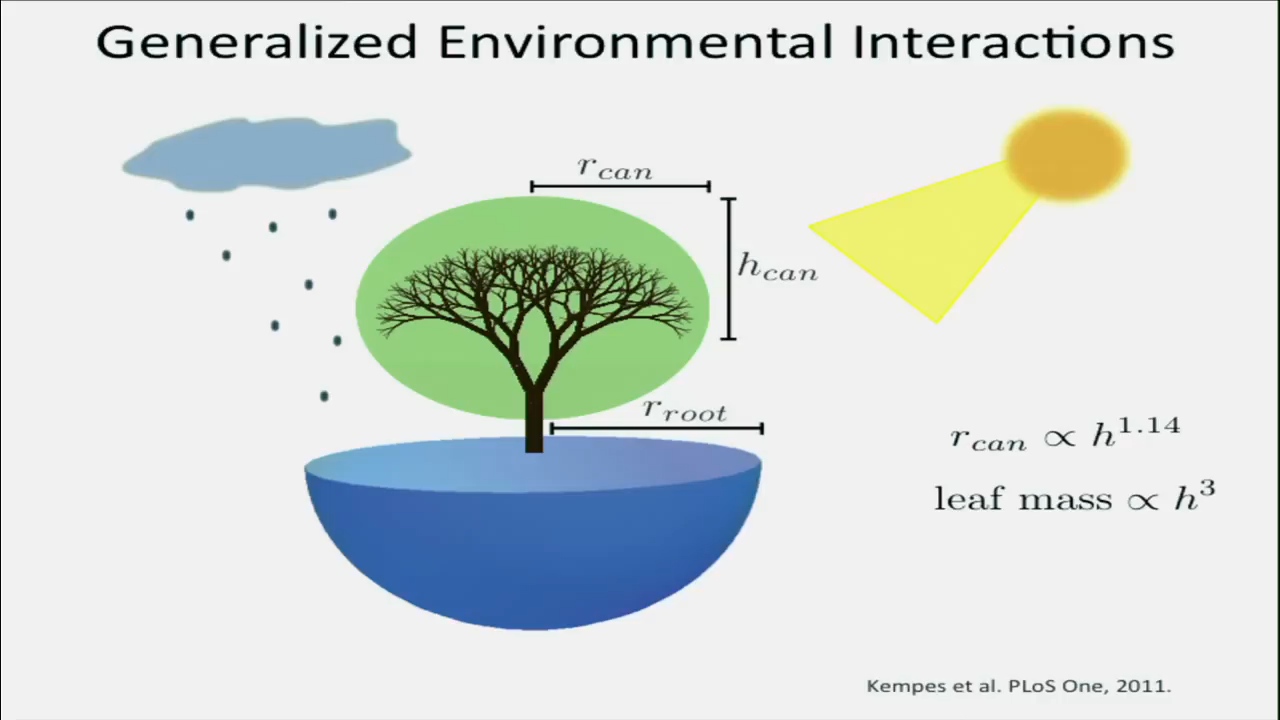 Generalized Environmental Interactions
r_can
h_can
r_root
r_can ∝ h^1.14
leaf mass ∝ h^3
Kempes et al. PLoS One, 2011.